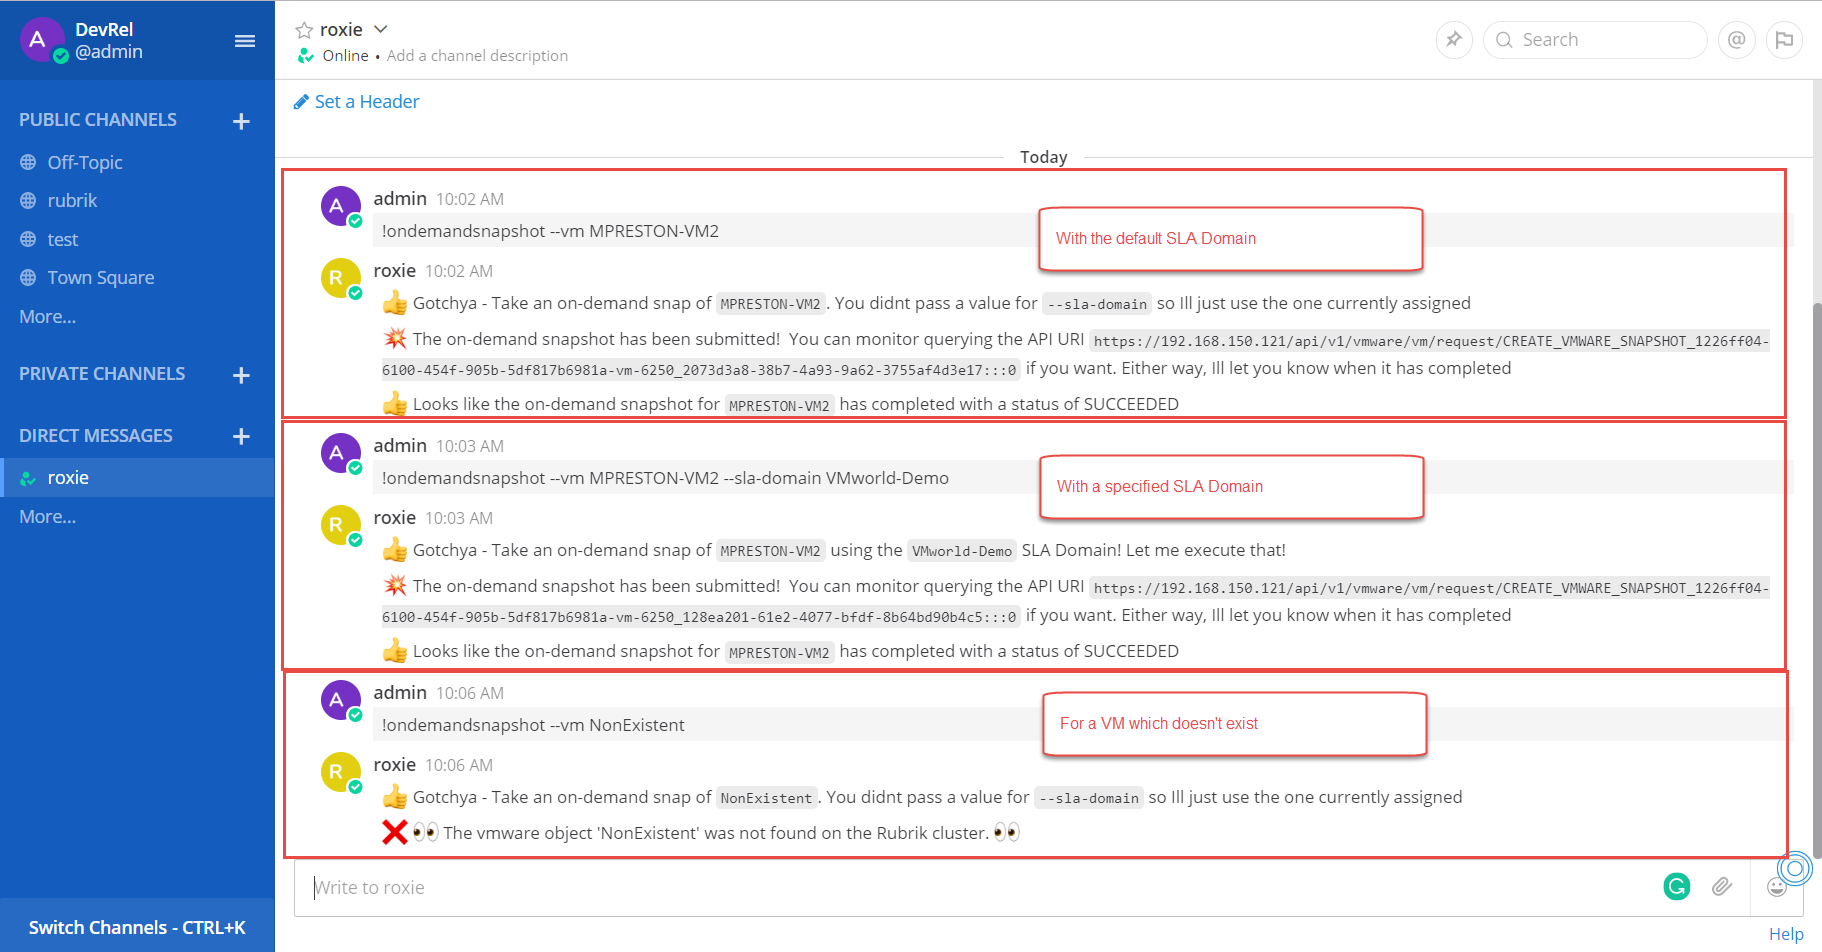 A
DevRel
@admin
PUBLIC CHANNELS +
Off-Topic
rubrik
test
Town Square
More...
PRIVATE CHANNELS +
DIRECT MESSAGES +
roxie
More...
Switch Channels - CTRL+K
roxie
Online • Add a channel description
Search
@
Set a Header
Today
A
admin 10:02 AM
!ondemandsnapshot --vm MPRESTON-VM2
With the default SLA Domain
R
roxie 10:02 AM
👍 Gotchya - Take an on-demand snap of MPRESTON-VM2. You didnt pass a value for --sla-domain so Ill just use the one currently assigned
💥 The on-demand snapshot has been submitted!  You can monitor querying the API URI https://192.168.150.121/api/v1/vmware/vm/request/CREATE_VMWARE_SNAPSHOT_1226ff04-
6100-454f-905b-5df817b6981a-vm-6250_2073d3a8-38b7-4a93-9a62-3755af4d3e17:::0 if you want. Either way, Ill let you know when it has completed
👍 Looks like the on-demand snapshot for MPRESTON-VM2 has completed with a status of SUCCEEDED
A
admin 10:03 AM
!ondemandsnapshot --vm MPRESTON-VM2 --sla-domain VMworld-Demo
With a specified SLA Domain
R
roxie 10:03 AM
👍 Gotchya - Take an on-demand snap of MPRESTON-VM2 using the VMworld-Demo SLA Domain! Let me execute that!
💥 The on-demand snapshot has been submitted!  You can monitor querying the API URI https://192.168.150.121/api/v1/vmware/vm/request/CREATE_VMWARE_SNAPSHOT_1226ff04-
6100-454f-905b-5df817b6981a-vm-6250_128ea201-61e2-4077-bfdf-8b64bd90b4c5:::0 if you want. Either way, Ill let you know when it has completed
👍 Looks like the on-demand snapshot for MPRESTON-VM2 has completed with a status of SUCCEEDED
A
admin 10:06 AM
!ondemandsnapshot --vm NonExistent
For a VM which doesn't exist
R
roxie 10:06 AM
👍 Gotchya - Take an on-demand snap of NonExistent. You didnt pass a value for --sla-domain so Ill just use the one currently assigned
❌ 👀 The vmware object 'NonExistent' was not found on the Rubrik cluster. 👀
Write to roxie
G
Help